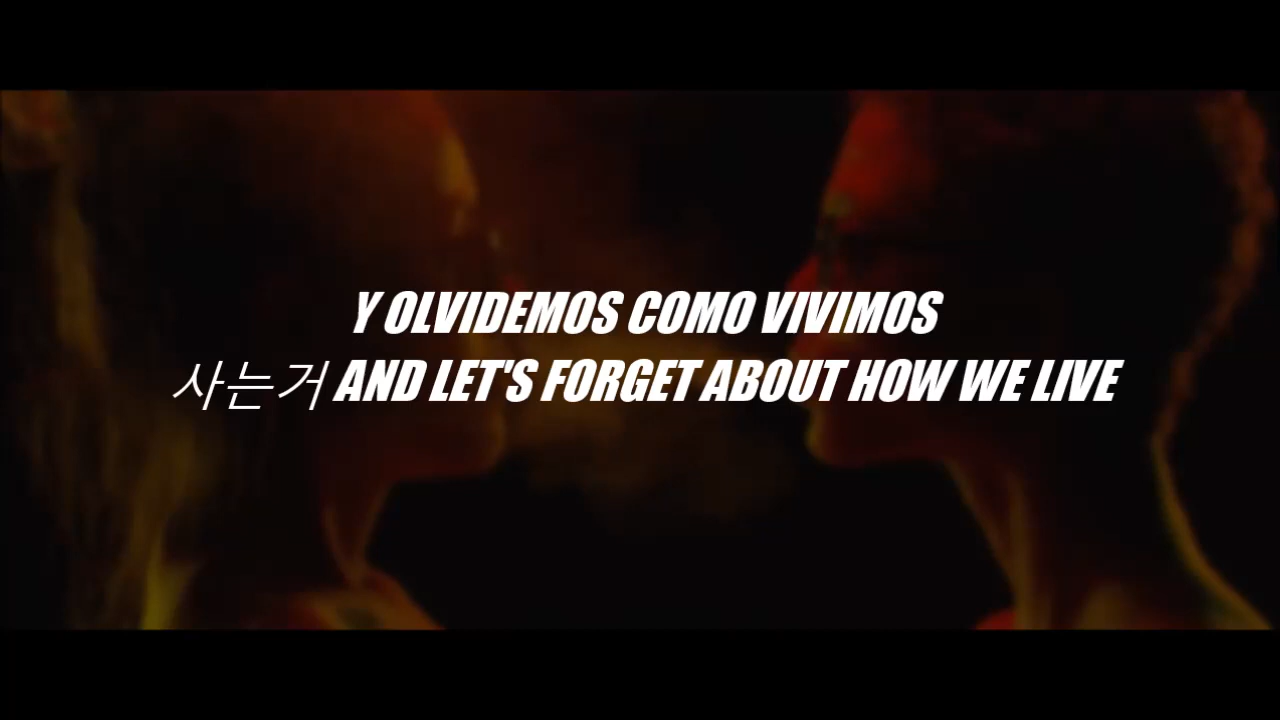 Y OLVIDEMOS COMO VIVIMOS
사는거 AND LET'S FORGET ABOUT HOW WE LIVE